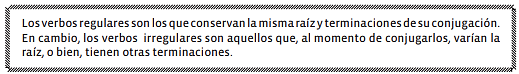 Los verbos regulares son los que conservan la misma raíz y terminaciones de su conjugación.
En cambio, los verbos irregulares son aquellos que, al momento de conjugarlos, varían la
raíz, o bien, tienen otras terminaciones.